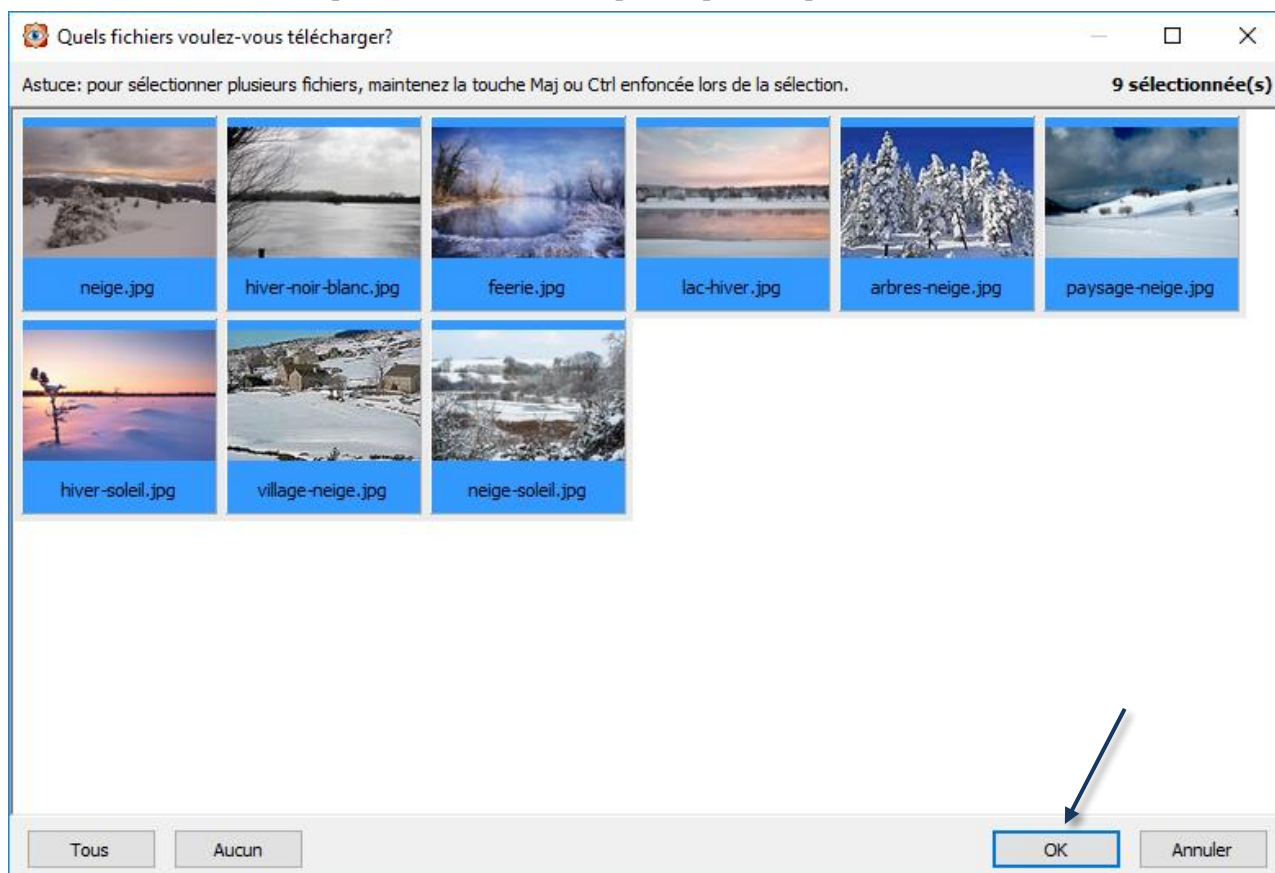 Quels fichiers voulez-vous télécharger?
Astuce: pour sélectionner plusieurs fichiers, maintenez la touche Maj ou Ctrl enfoncée lors de la sélection. 9 sélectionnée(s)
neige.jpg hiver-noir-blanc.jpg feerie.jpg lac-hiver.jpg arbres-neige.jpg paysage-neige.jpg
hiver-soleil.jpg village-neige.jpg neige-soleil.jpg
Tous Aucun OK Annuler